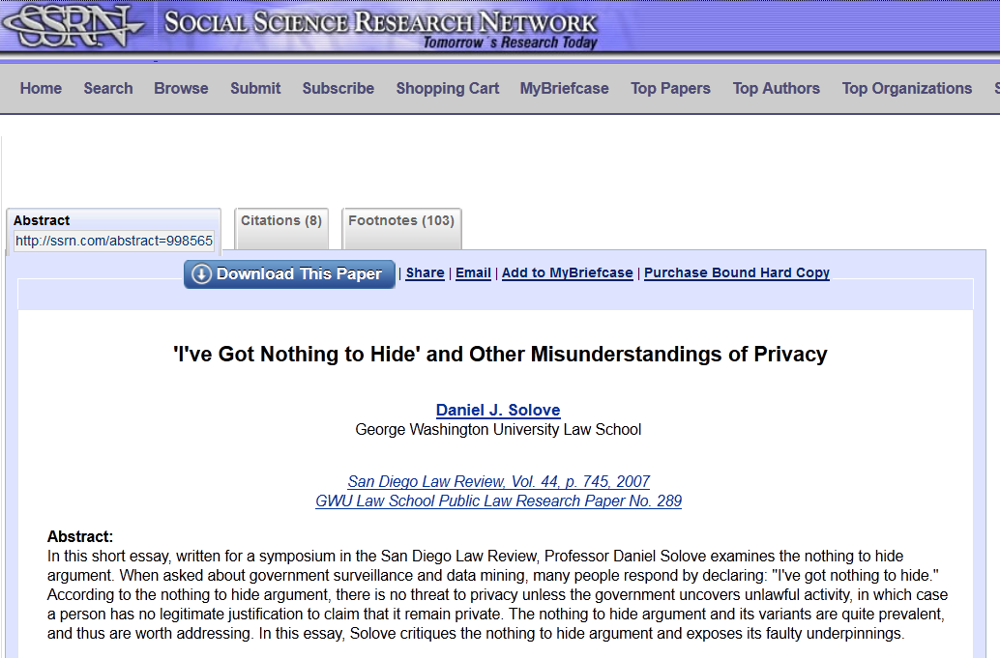 SSRN SOCIAL SCIENCE RESEARCH NETWORK
Tomorrow's Research Today
Home Search Browse Submit Subscribe Shopping Cart MyBriefcase Top Papers Top Authors Top Organizations S
Abstract Citations (8) Footnotes (103)
http://ssrn.com/abstract=998565
Download This Paper | Share | Email | Add to MyBriefcase | Purchase Bound Hard Copy
'I've Got Nothing to Hide' and Other Misunderstandings of Privacy
Daniel J. Solove
George Washington University Law School
San Diego Law Review, Vol. 44, p. 745, 2007
GWU Law School Public Law Research Paper No. 289
Abstract:
In this short essay, written for a symposium in the San Diego Law Review, Professor Daniel Solove examines the nothing to hide
argument. When asked about government surveillance and data mining, many people respond by declaring: "I've got nothing to hide."
According to the nothing to hide argument, there is no threat to privacy unless the government uncovers unlawful activity, in which case
a person has no legitimate justification to claim that it remain private. The nothing to hide argument and its variants are quite prevalent,
and thus are worth addressing. In this essay, Solove critiques the nothing to hide argument and exposes its faulty underpinnings.